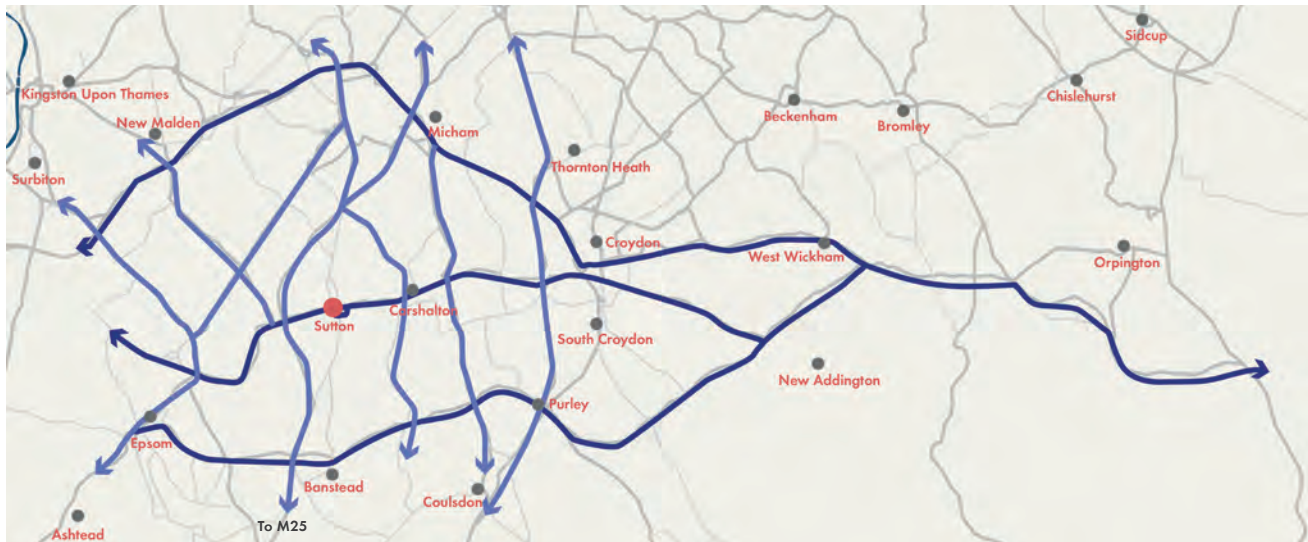 Sidcup
Kingston Upon Thames
Chislehurst
New Malden
Micham
Beckenham
Bromley
Surbiton
Thornton Heath
Croydon
West Wickham
Orpington
Carshalton
Sutton
South Croydon
New Addington
Purley
Epsom
Banstead
Coulsdon
To M25
Ashtead